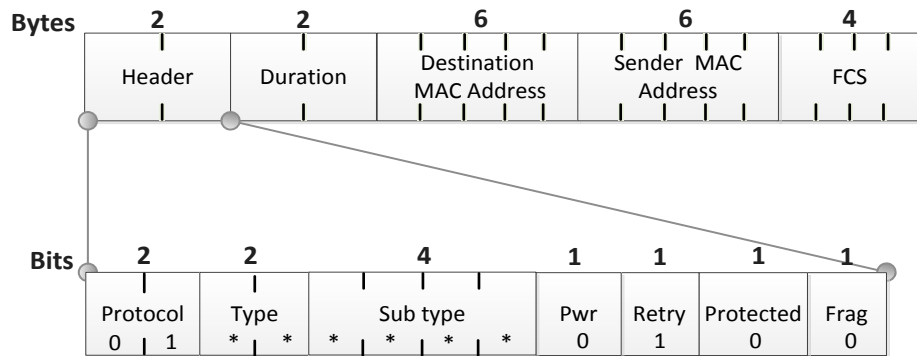 Bytes 2 2 6 6 4
Header Duration Destination MAC Address Sender MAC Address FCS
Bits 2 2 4 1 1 1 1
Protocol Type Sub type Pwr Retry Protected Frag
0 1 * * * * * * 0 1 0 0